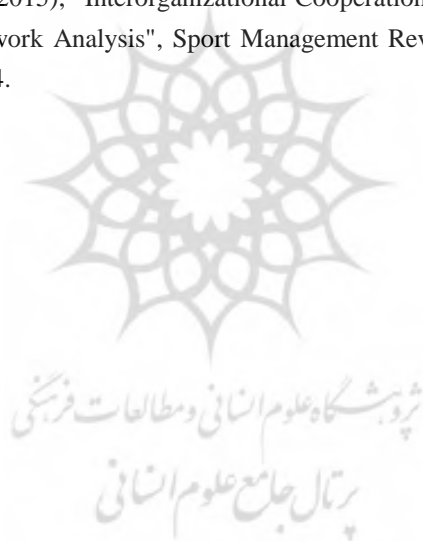 2015), "Interorganizational Cooperation
work Analysis", Sport Management Rev
4.
پژوهشگاه علوم انسانی و مطالعات فرهنگی
پرتال جامع علوم انسانی